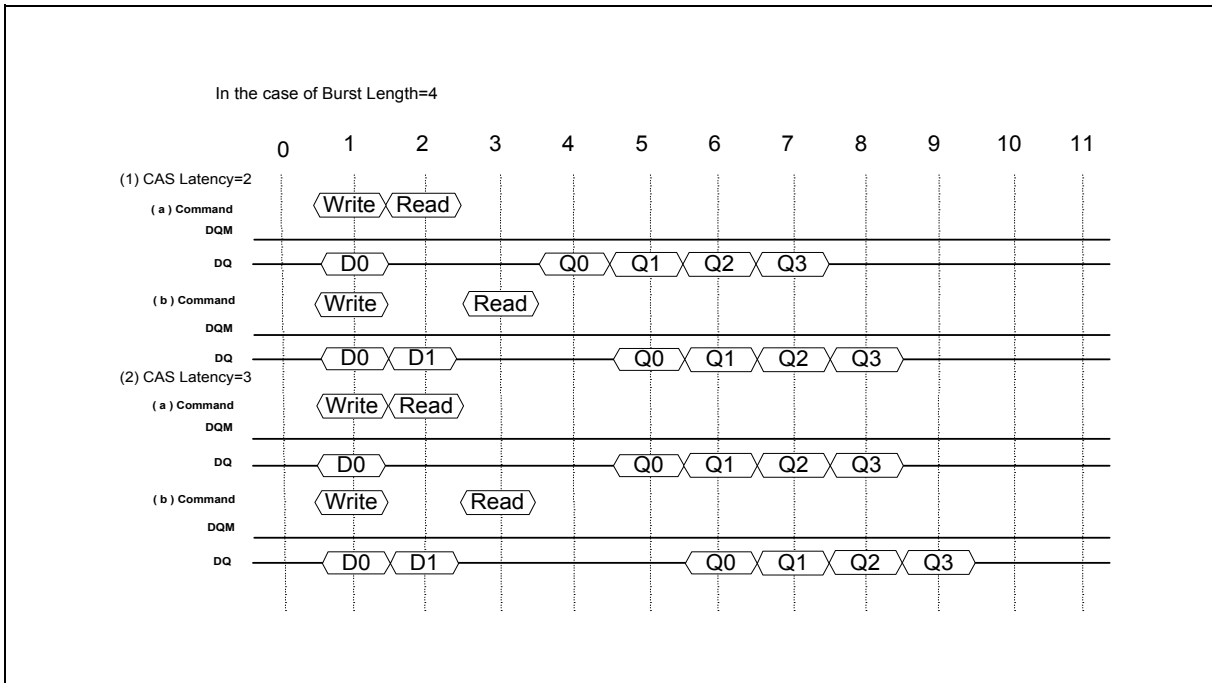 In the case of Burst Length=4
0 1 2 3 4 5 6 7 8 9 10 11
(1) CAS Latency=2
( a ) Command Write Read
DQM
DQ D0 Q0 Q1 Q2 Q3
( b ) Command Write Read
DQM
DQ D0 D1 Q0 Q1 Q2 Q3
(2) CAS Latency=3
( a ) Command Write Read
DQM
DQ D0 Q0 Q1 Q2 Q3
( b ) Command Write Read
DQM
DQ D0 D1 Q0 Q1 Q2 Q3